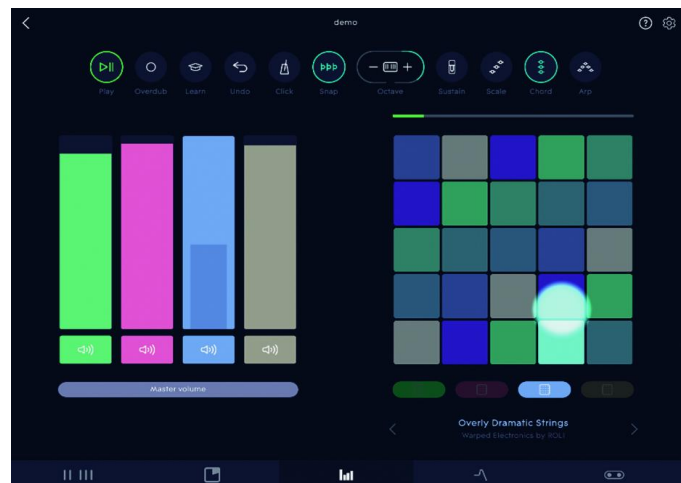 demo
Play
Overdub
Learn
Undo
Click
Snap
Octave
Sustain
Scale
Chord
Arp
Master volume
Overly Dramatic Strings
Warped Electronics by ROLI